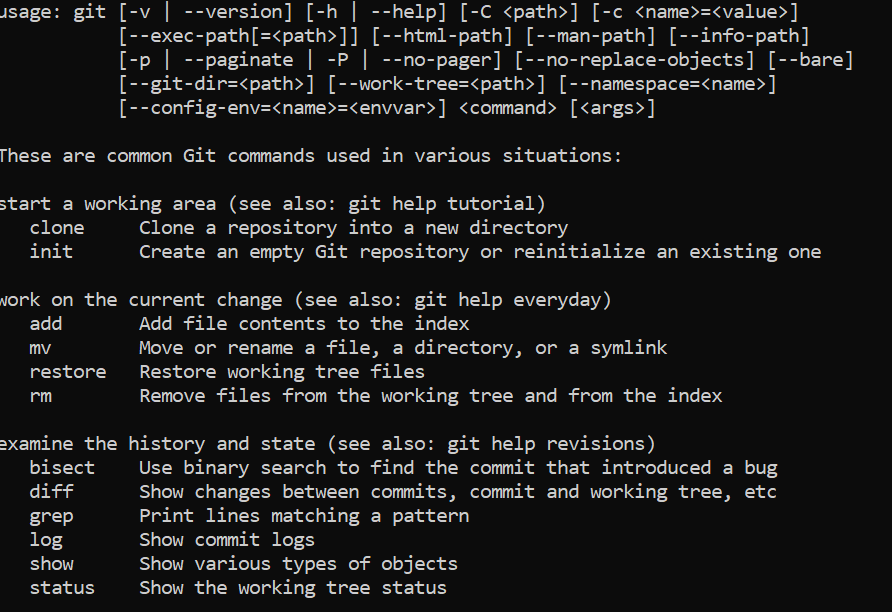 usage: git [-v | --version] [-h | --help] [-C <path>] [-c <name>=<value>]
           [--exec-path[=<path>]] [--html-path] [--man-path] [--info-path]
           [-p | --paginate | -P | --no-pager] [--no-replace-objects] [--bare]
           [--git-dir=<path>] [--work-tree=<path>] [--namespace=<name>]
           [--config-env=<name>=<envvar>] <command> [<args>]

These are common Git commands used in various situations:

start a working area (see also: git help tutorial)
   clone     Clone a repository into a new directory
   init      Create an empty Git repository or reinitialize an existing one

work on the current change (see also: git help everyday)
   add       Add file contents to the index
   mv        Move or rename a file, a directory, or a symlink
   restore   Restore working tree files
   rm        Remove files from the working tree and from the index

examine the history and state (see also: git help revisions)
   bisect    Use binary search to find the commit that introduced a bug
   diff      Show changes between commits, commit and working tree, etc
   grep      Print lines matching a pattern
   log       Show commit logs
   show      Show various types of objects
   status    Show the working tree status